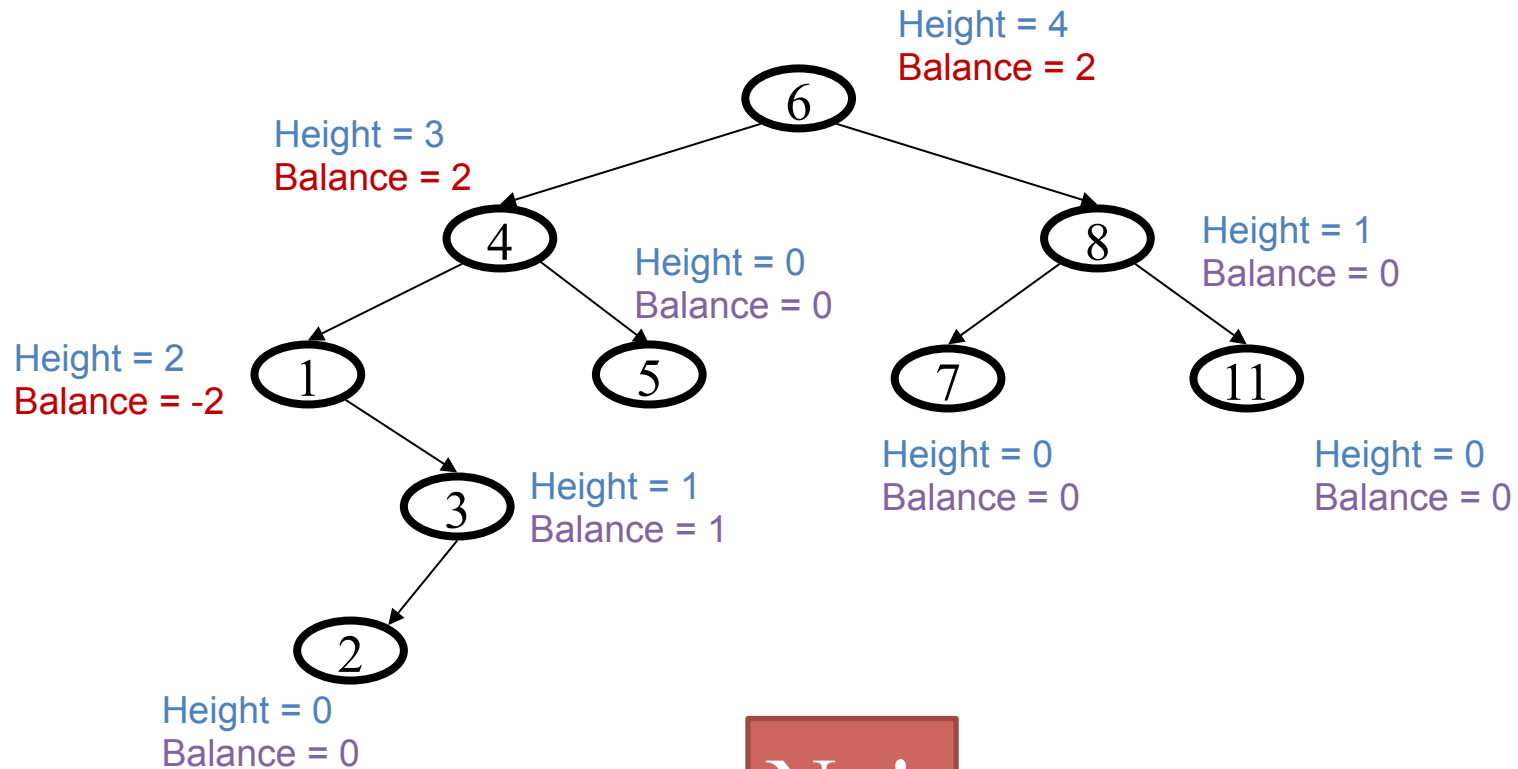 Height = 4
Balance = 2
6
Height = 3
Balance = 2
4
8
Height = 1
Balance = 0
Height = 0
Balance = 0
Height = 2
Balance = -2
1
5
7
11
Height = 0
Balance = 0
Height = 0
Balance = 0
3
Height = 1
Balance = 1
2
Height = 0
Balance = 0